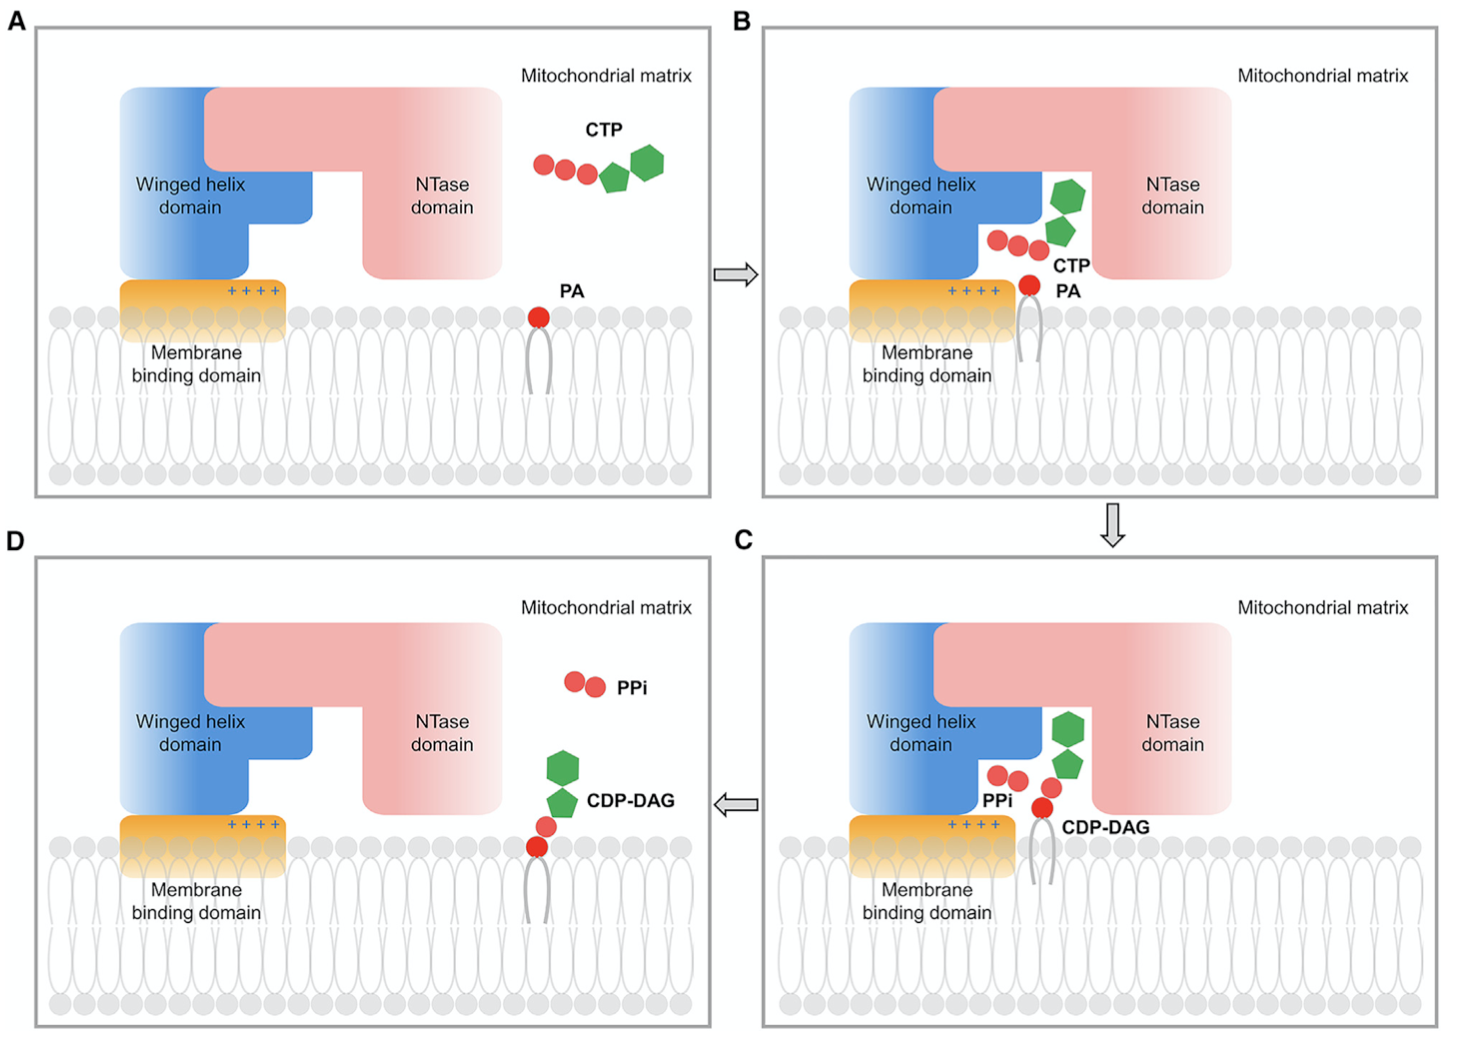 A
Mitochondrial matrix
CTP
Winged helix
domain
NTase
domain
PA
+ + + +
Membrane
binding domain
B
Mitochondrial matrix
Winged helix
domain
NTase
domain
CTP
PA
+ + + +
Membrane
binding domain
D
Mitochondrial matrix
PPi
Winged helix
domain
NTase
domain
CDP-DAG
+ + + +
Membrane
binding domain
C
Mitochondrial matrix
Winged helix
domain
NTase
domain
PPi
CDP-DAG
+ + + +
Membrane
binding domain